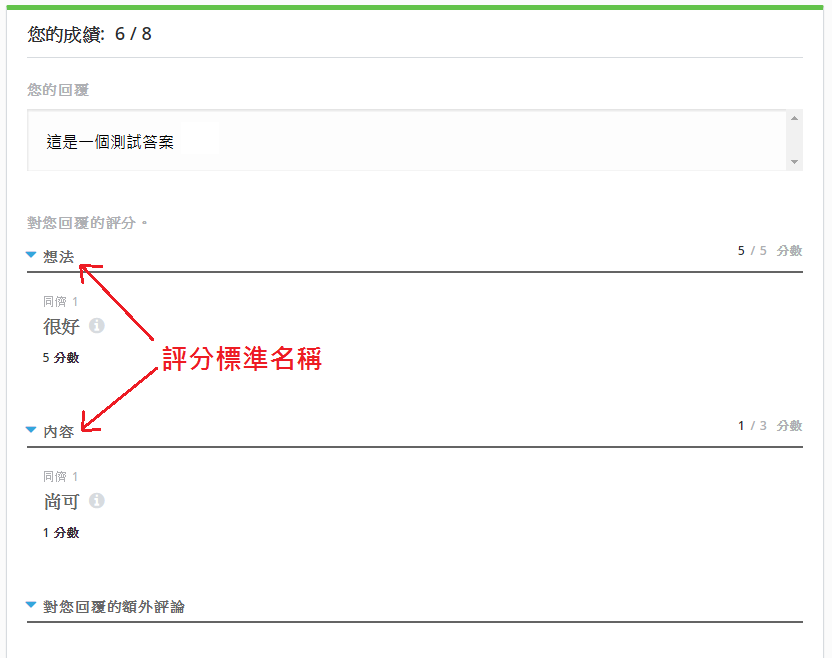 您的成績: 6 / 8
您的回覆
這是一個測試答案
對您回覆的評分。
想法 5 / 5 分數
同儕 1
很好
5 分數
評分標準名稱
內容 1 / 3 分數
同儕 1
尚可
1 分數
對您回覆的額外評論